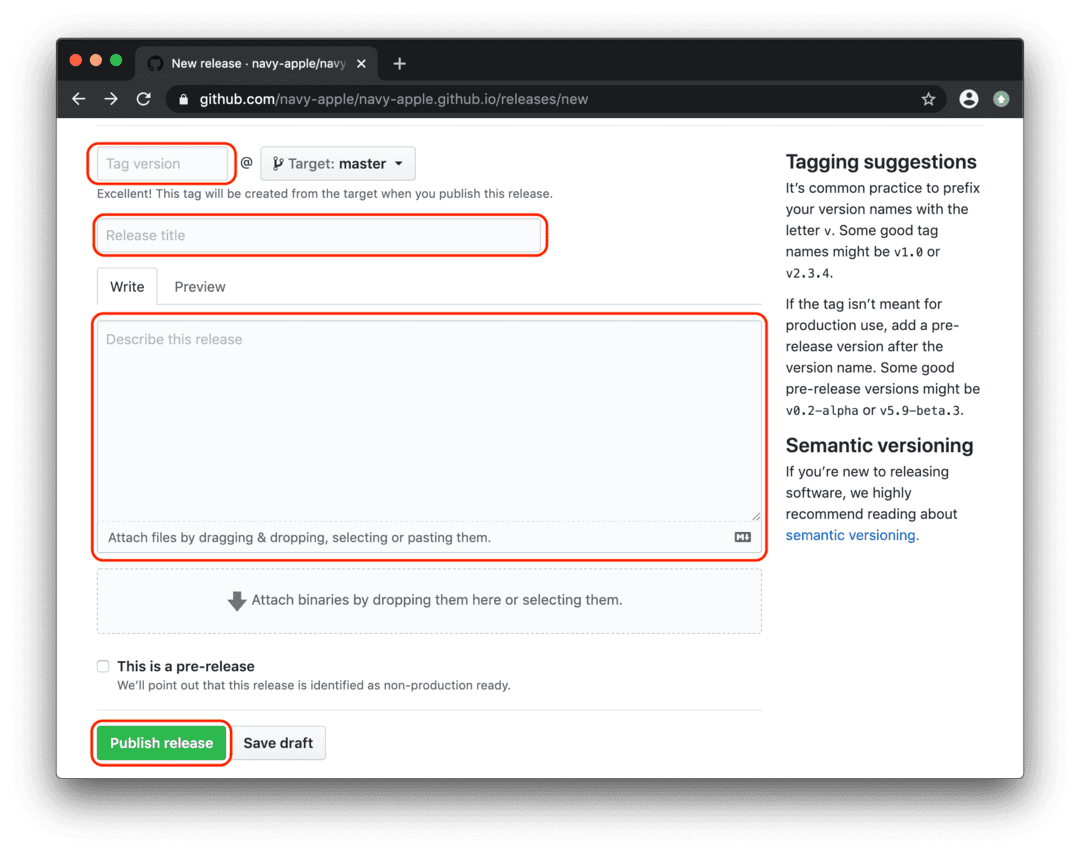 New release · navy-apple/navy
github.com/navy-apple/navy-apple.github.io/releases/new
Tag version @ Target: master
Excellent! This tag will be created from the target when you publish this release.
Release title
Write Preview
Describe this release
Attach files by dragging & dropping, selecting or pasting them.
Attach binaries by dropping them here or selecting them.
This is a pre-release
We’ll point out that this release is identified as non-production ready.
Publish release Save draft
Tagging suggestions
It’s common practice to prefix
your version names with the
letter v. Some good tag
names might be v1.0 or
v2.3.4.
If the tag isn’t meant for
production use, add a pre-
release version after the
version name. Some good
pre-release versions might be
v0.2-alpha or v5.9-beta.3.
Semantic versioning
If you’re new to releasing
software, we highly
recommend reading about
semantic versioning.